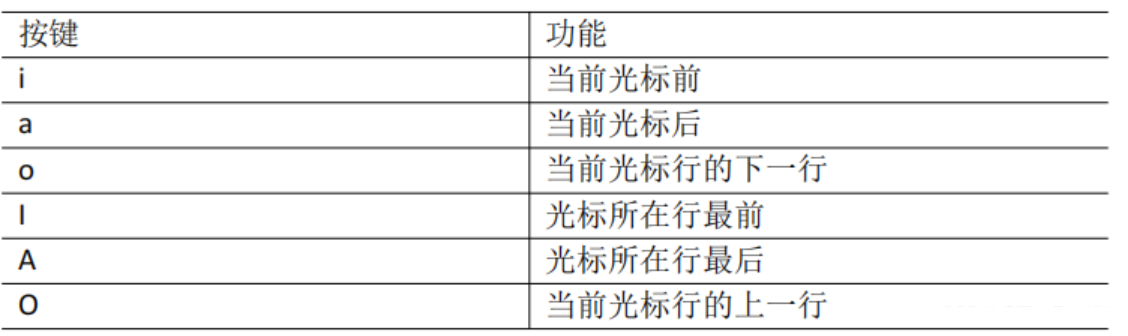 按键 功能
i 当前光标前
a 当前光标后
o 当前光标行的下一行
I 光标所在行最前
A 光标所在行最后
O 当前光标行的上一行